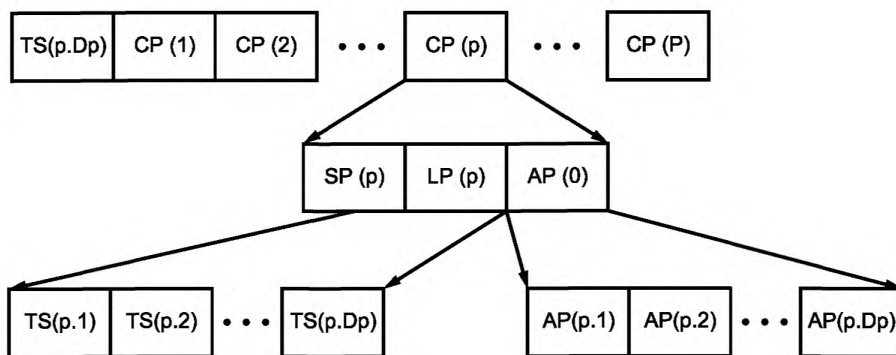 TS(p.Dp) CP (1) CP (2) • • • CP (p) • • • CP (P)
SP (p) LP (p) AP (0)
TS(p.1) TS(p.2) • • • TS(p.Dp) AP(p.1) AP(p.2) • • • AP(p.Dp)